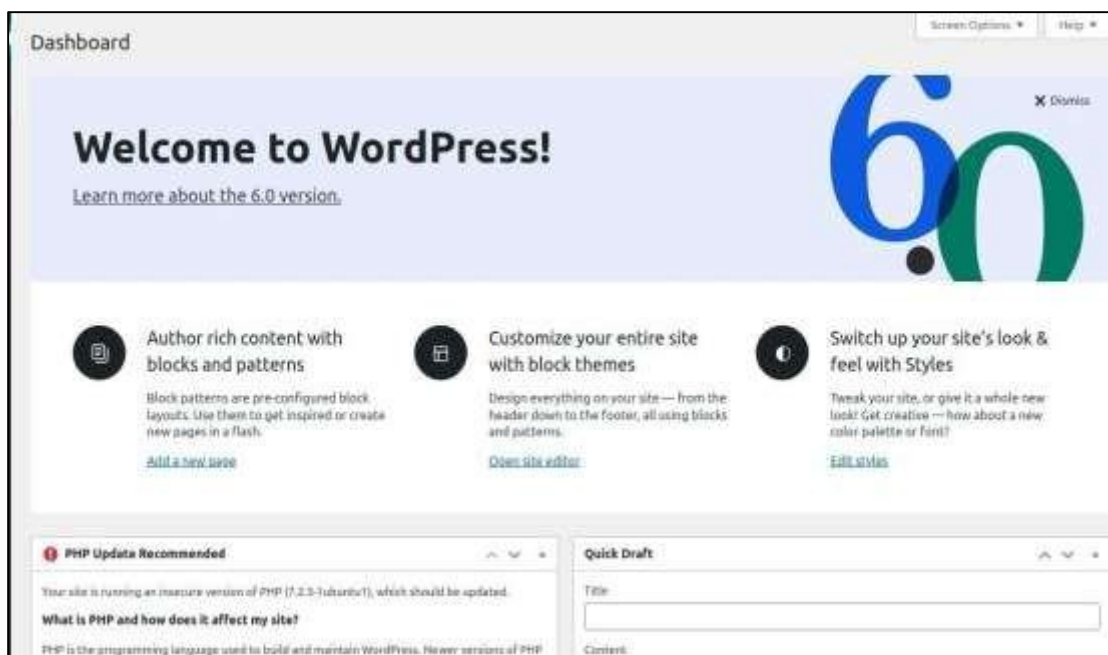 Screen Options ▼
Help ▼
Dashboard
Dismiss
Welcome to WordPress!
Learn more about the 6.0 version.
6.0
Author rich content with
blocks and patterns
Block patterns are pre-configured block
layouts. Use them to get inspired or create
new pages in a flash.
Add a new page
Customize your entire site
with block themes
Design everything on your site — from the
header down to the footer, all using blocks
and patterns.
Open site editor
Switch up your site's look &
feel with Styles
Tweak your site, or give it a whole new
look! Get creative — how about a new
color palette or font?
Edit styles
PHP Update Recommended
Your site is running an insecure version of PHP (7.2.3-1ubuntu1), which should be updated.
What is PHP and how does it affect my site?
PHP is the programming language used to build and maintain WordPress. Newer versions of PHP
Quick Draft
Title
Content